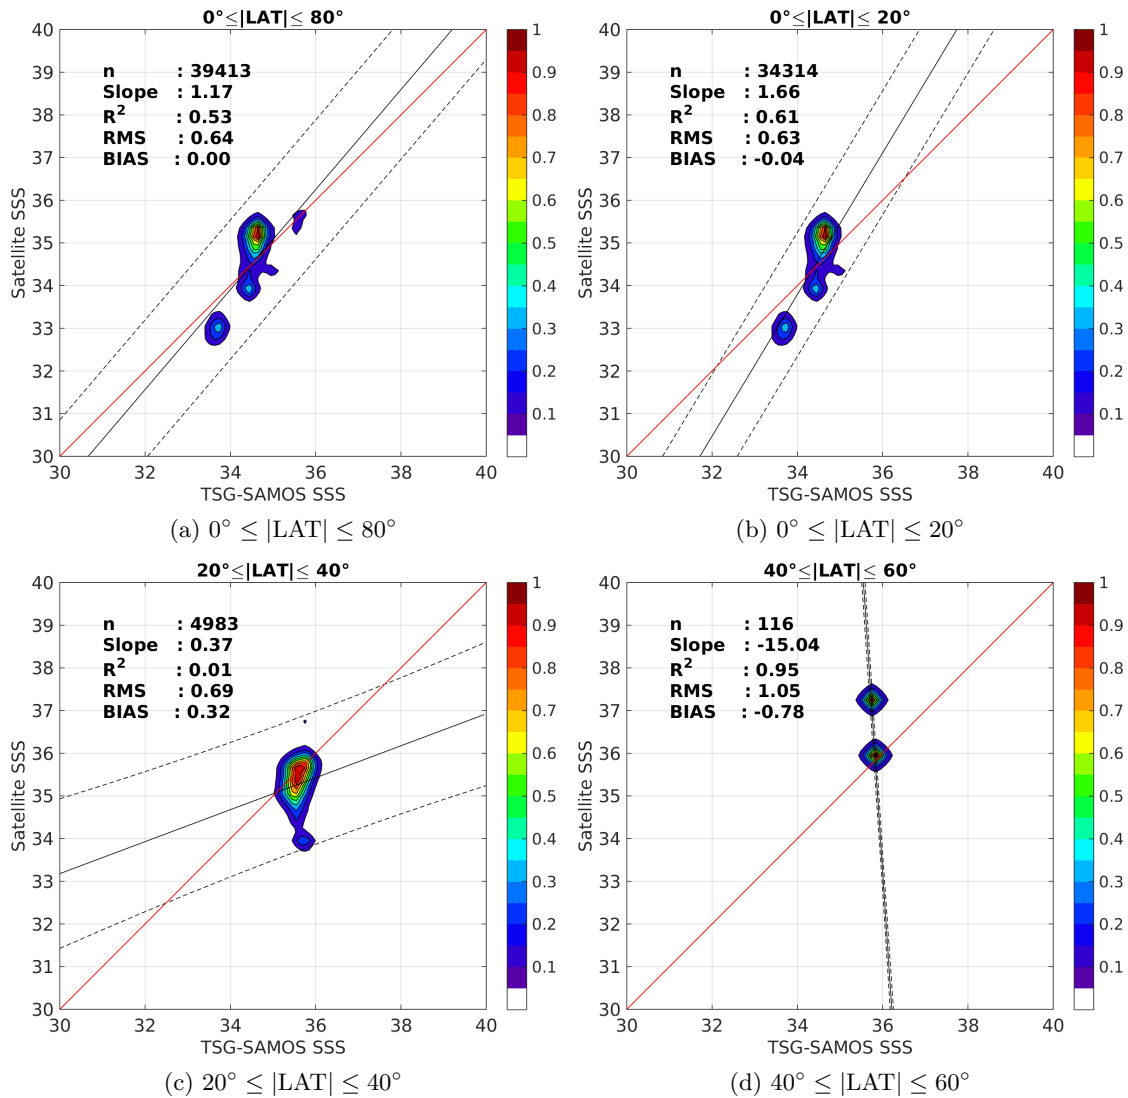 0°≤|LAT|≤ 80°
n : 39413
Slope : 1.17
R² : 0.53
RMS : 0.64
BIAS : 0.00
Satellite SSS
40
39
38
37
36
35
34
33
32
31
30
30 32 34 36 38 40
TSG-SAMOS SSS
1
0.9
0.8
0.7
0.6
0.5
0.4
0.3
0.2
0.1
(a) 0° ≤ |LAT| ≤ 80°
0°≤|LAT|≤ 20°
n : 34314
Slope : 1.66
R² : 0.61
RMS : 0.63
BIAS : -0.04
Satellite SSS
40
39
38
37
36
35
34
33
32
31
30
30 32 34 36 38 40
TSG-SAMOS SSS
1
0.9
0.8
0.7
0.6
0.5
0.4
0.3
0.2
0.1
(b) 0° ≤ |LAT| ≤ 20°
20°≤|LAT|≤ 40°
n : 4983
Slope : 0.37
R² : 0.01
RMS : 0.69
BIAS : 0.32
Satellite SSS
40
39
38
37
36
35
34
33
32
31
30
30 32 34 36 38 40
TSG-SAMOS SSS
1
0.9
0.8
0.7
0.6
0.5
0.4
0.3
0.2
0.1
(c) 20° ≤ |LAT| ≤ 40°
40°≤|LAT|≤ 60°
n : 116
Slope : -15.04
R² : 0.95
RMS : 1.05
BIAS : -0.78
Satellite SSS
40
39
38
37
36
35
34
33
32
31
30
30 32 34 36 38 40
TSG-SAMOS SSS
1
0.9
0.8
0.7
0.6
0.5
0.4
0.3
0.2
0.1
(d) 40° ≤ |LAT| ≤ 60°